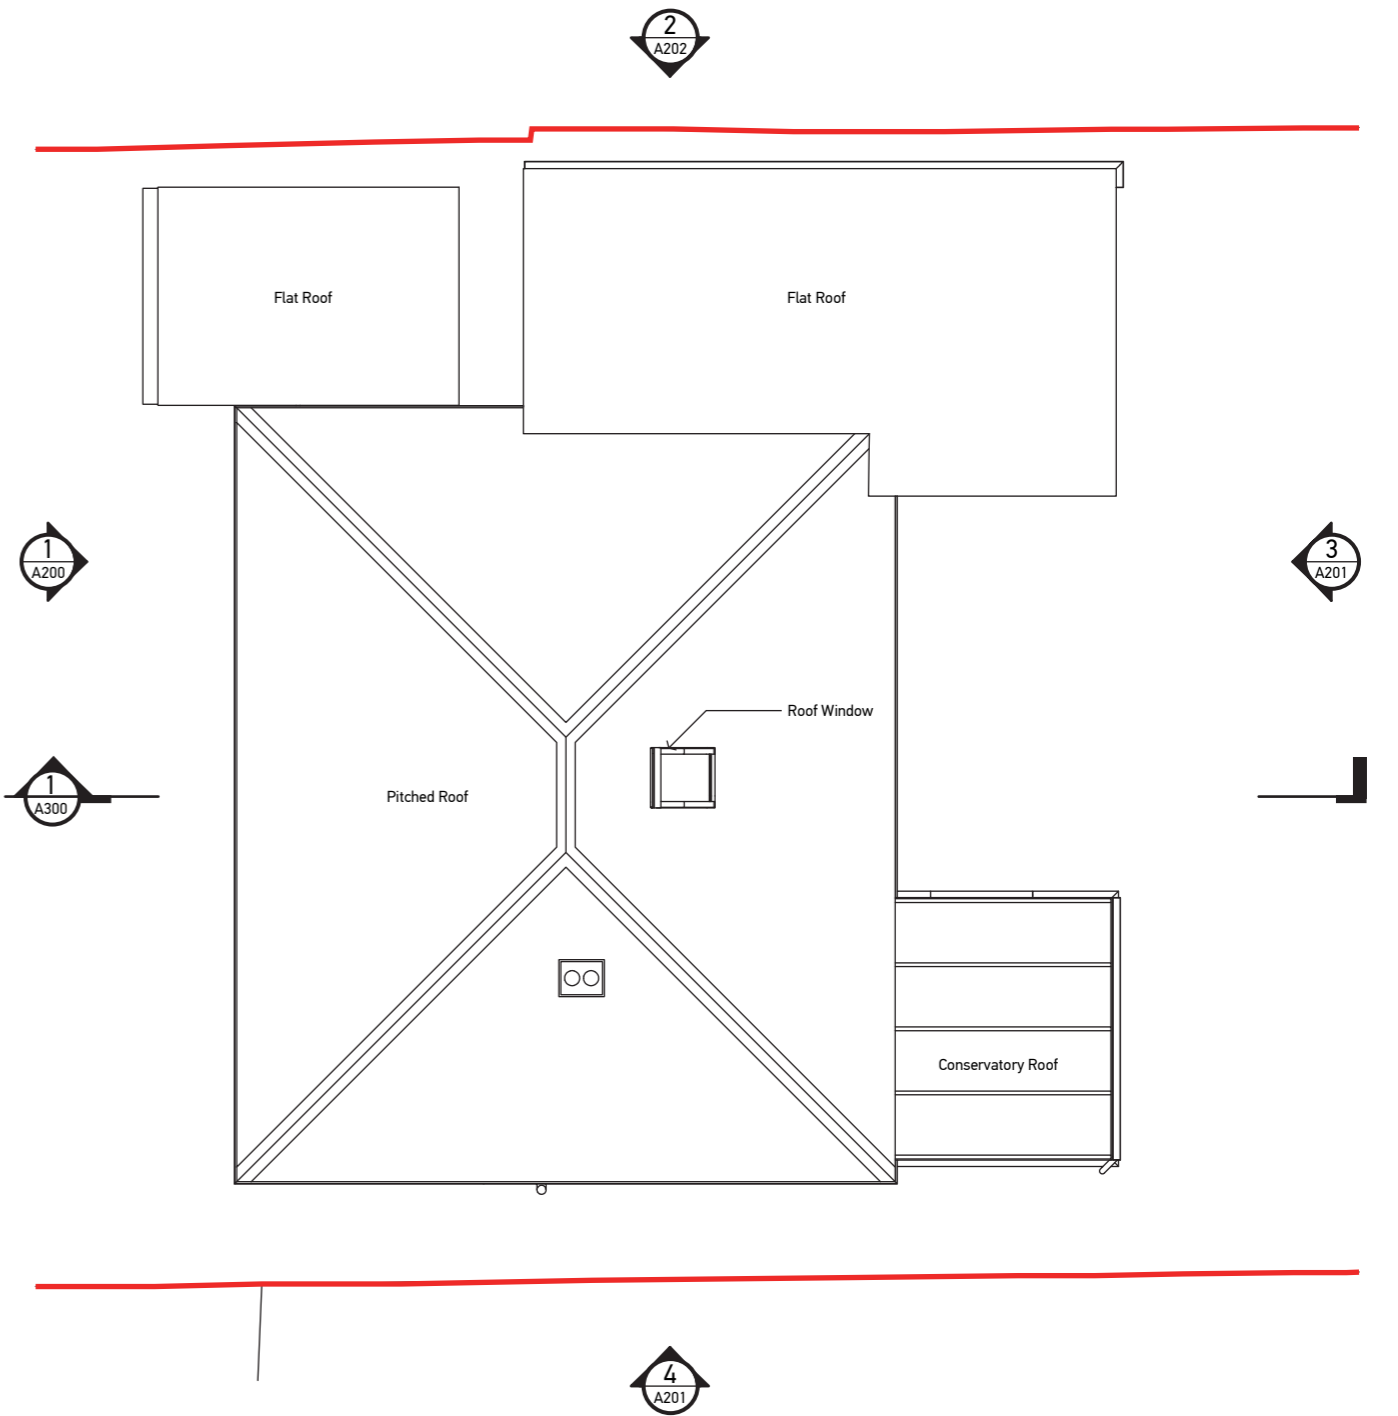 2
A202
Flat Roof
Flat Roof
1
A200
3
A201
Roof Window
1
A300
Pitched Roof
Conservatory Roof
4
A201